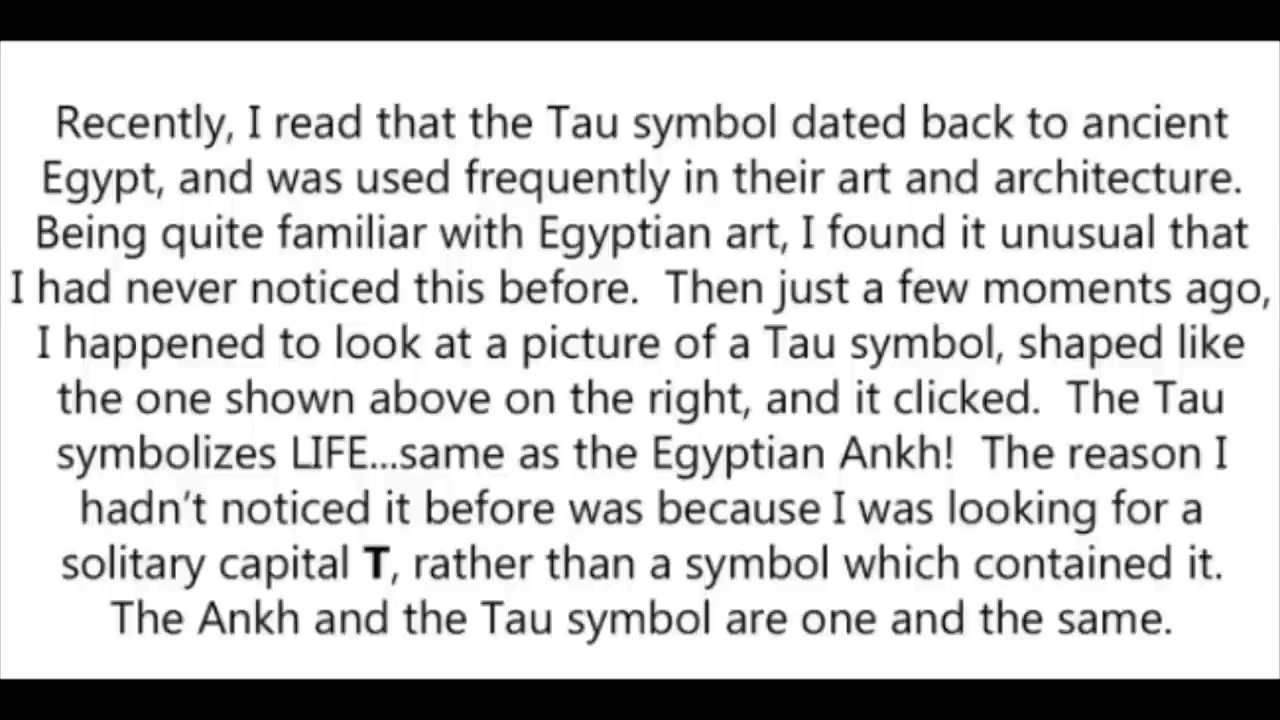 Recently, I read that the Tau symbol dated back to ancient
Egypt, and was used frequently in their art and architecture.
Being quite familiar with Egyptian art, I found it unusual that
I had never noticed this before.  Then just a few moments ago,
I happened to look at a picture of a Tau symbol, shaped like
the one shown above on the right, and it clicked.  The Tau
symbolizes LIFE...same as the Egyptian Ankh!  The reason I
hadn't noticed it before was because I was looking for a
solitary capital T, rather than a symbol which contained it.
The Ankh and the Tau symbol are one and the same.